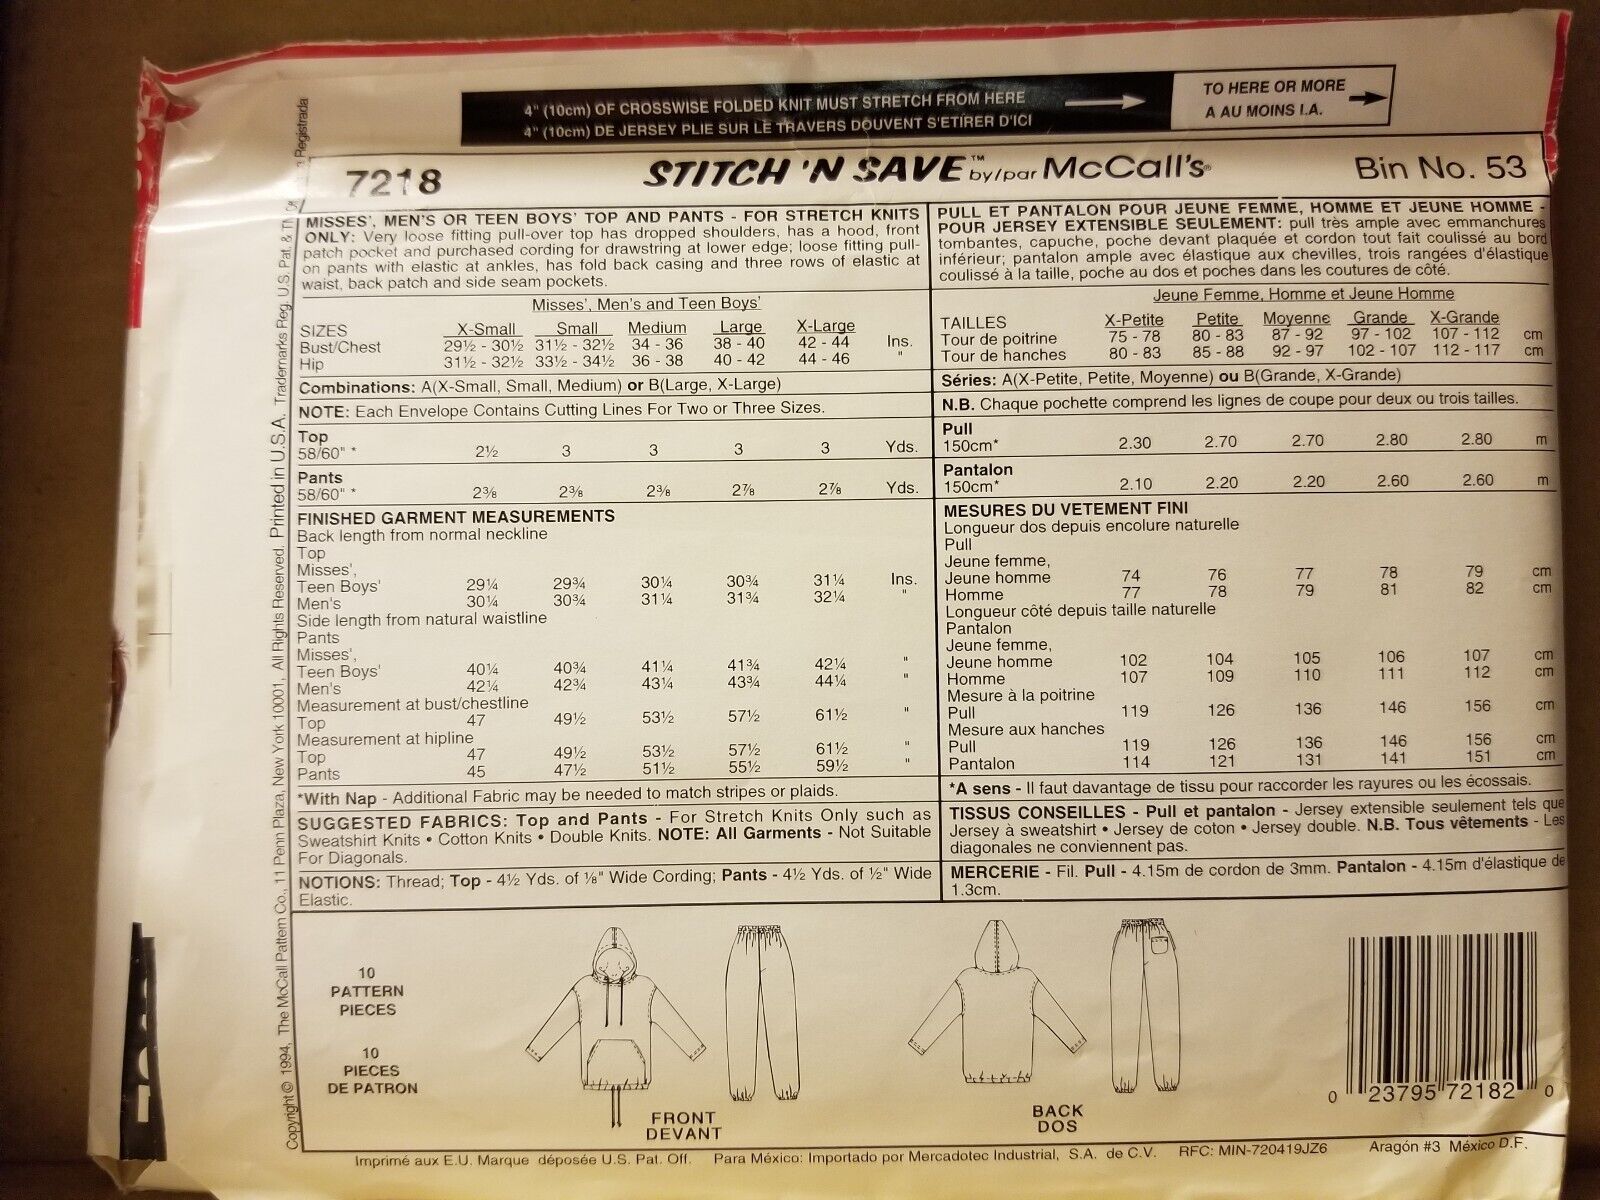 4" (10cm) OF CROSSWISE FOLDED KNIT MUST STRETCH FROM HERE
4" (10cm) DE JERSEY PLIE SUR LE TRAVERS DOUVENT S'ETIRER D'ICI
TO HERE OR MORE
A AU MOINS I.A.
7218
STITCH 'N SAVE™ by/par McCall's®
Bin No. 53
MISSES', MEN'S OR TEEN BOYS' TOP AND PANTS - FOR STRETCH KNITS
ONLY: Very loose fitting pull-over top has dropped shoulders, has a hood, front
patch pocket and purchased cording for drawstring at lower edge; loose fitting pull-
on pants with elastic at ankles, has fold back casing and three rows of elastic at
waist, back patch and side seam pockets.
Misses', Men's and Teen Boys'
SIZES X-Small Small Medium Large X-Large
Bust/Chest 29½ - 30½ 31½ - 32½ 34 - 36 38 - 40 42 - 44 Ins.
Hip 31½ - 32½ 33½ - 34½ 36 - 38 40 - 42 44 - 46 "
Combinations: A(X-Small, Small, Medium) or B(Large, X-Large)
NOTE: Each Envelope Contains Cutting Lines For Two or Three Sizes.
Top
58/60" * 2½ 3 3 3 3 Yds.
Pants
58/60" * 2⅜ 2⅜ 2⅜ 2⅞ 2⅞ Yds.
FINISHED GARMENT MEASUREMENTS
Back length from normal neckline
Top
Misses',
Teen Boys' 29¼ 29¾ 30¼ 30¾ 31¼ Ins.
Men's 30¼ 30¾ 31¼ 31¾ 32¼ "
Side length from natural waistline
Pants
Misses',
Teen Boys' 40¼ 40¾ 41¼ 41¾ 42¼ "
Men's 42¼ 42¾ 43¼ 43¾ 44¼ "
Measurement at bust/chestline
Top 47 49½ 53½ 57½ 61½ "
Measurement at hipline
Top 47 49½ 53½ 57½ 61½ "
Pants 45 47½ 51½ 55½ 59½ "
*With Nap - Additional Fabric may be needed to match stripes or plaids.
SUGGESTED FABRICS: Top and Pants - For Stretch Knits Only such as
Sweatshirt Knits • Cotton Knits • Double Knits. NOTE: All Garments - Not Suitable
For Diagonals.
NOTIONS: Thread; Top - 4½ Yds. of ⅛" Wide Cording; Pants - 4½ Yds. of ½" Wide
Elastic.
PULL ET PANTALON POUR JEUNE FEMME, HOMME ET JEUNE HOMME -
POUR JERSEY EXTENSIBLE SEULEMENT: pull très ample avec emmanchures
tombantes, capuche, poche devant plaquée et cordon tout fait coulissé au bord
inférieur; pantalon ample avec élastique aux chevilles, trois rangées d'élastique
coulissé à la taille, poche au dos et poches dans les coutures de côté.
Jeune Femme, Homme et Jeune Homme
TAILLES X-Petite Petite Moyenne Grande X-Grande
Tour de poitrine 75 - 78 80 - 83 87 - 92 97 - 102 107 - 112 cm
Tour de hanches 80 - 83 85 - 88 92 - 97 102 - 107 112 - 117 cm
Séries: A(X-Petite, Petite, Moyenne) ou B(Grande, X-Grande)
N.B. Chaque pochette comprend les lignes de coupe pour deux ou trois tailles.
Pull
150cm* 2.30 2.70 2.70 2.80 2.80 m
Pantalon
150cm* 2.10 2.20 2.20 2.60 2.60 m
MESURES DU VETEMENT FINI
Longueur dos depuis encolure naturelle
Pull
Jeune femme,
Jeune homme 74 76 77 78 79 cm
Homme 77 78 79 81 82 cm
Longueur côté depuis taille naturelle
Pantalon
Jeune femme,
Jeune homme 102 104 105 106 107 cm
Homme 107 109 110 111 112 cm
Mesure à la poitrine
Pull 119 126 136 146 156 cm
Mesure aux hanches
Pull 119 126 136 146 156 cm
Pantalon 114 121 131 141 151 cm
*A sens - Il faut davantage de tissu pour raccorder les rayures ou les écossais.
TISSUS CONSEILLES - Pull et pantalon - Jersey extensible seulement tels que
Jersey à sweatshirt • Jersey de coton • Jersey double. N.B. Tous vêtements - Les
diagonales ne conviennent pas.
MERCERIE - Fil. Pull - 4.15m de cordon de 3mm. Pantalon - 4.15m d'élastique de
1.3cm.
10
PATTERN
PIECES
10
PIECES
DE PATRON
FRONT
DEVANT
BACK
DOS
0 23795 72182 0
Imprimé aux E.U. Marque déposée U.S. Pat. Off. Para México: Importado por Mercadotec Industrial, S.A. de C.V. RFC: MIN-720419JZ6 Aragón #3 México D.F.
Copyright © 1994, The McCall Pattern Co., 11 Penn Plaza, New York 10001, All Rights Reserved. Printed in U.S.A. Trademarks Reg. U.S. Pat. & Registrada